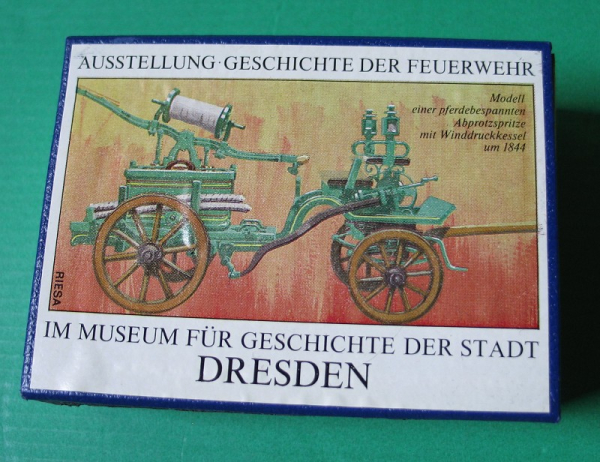 AUSSTELLUNG·GESCHICHTE DER FEUERWEHR
Modell
einer pferdebespannten
Abprotzspritze
mit Winddruckkessel
um 1844
RIESA
IM MUSEUM FÜR GESCHICHTE DER STADT
DRESDEN